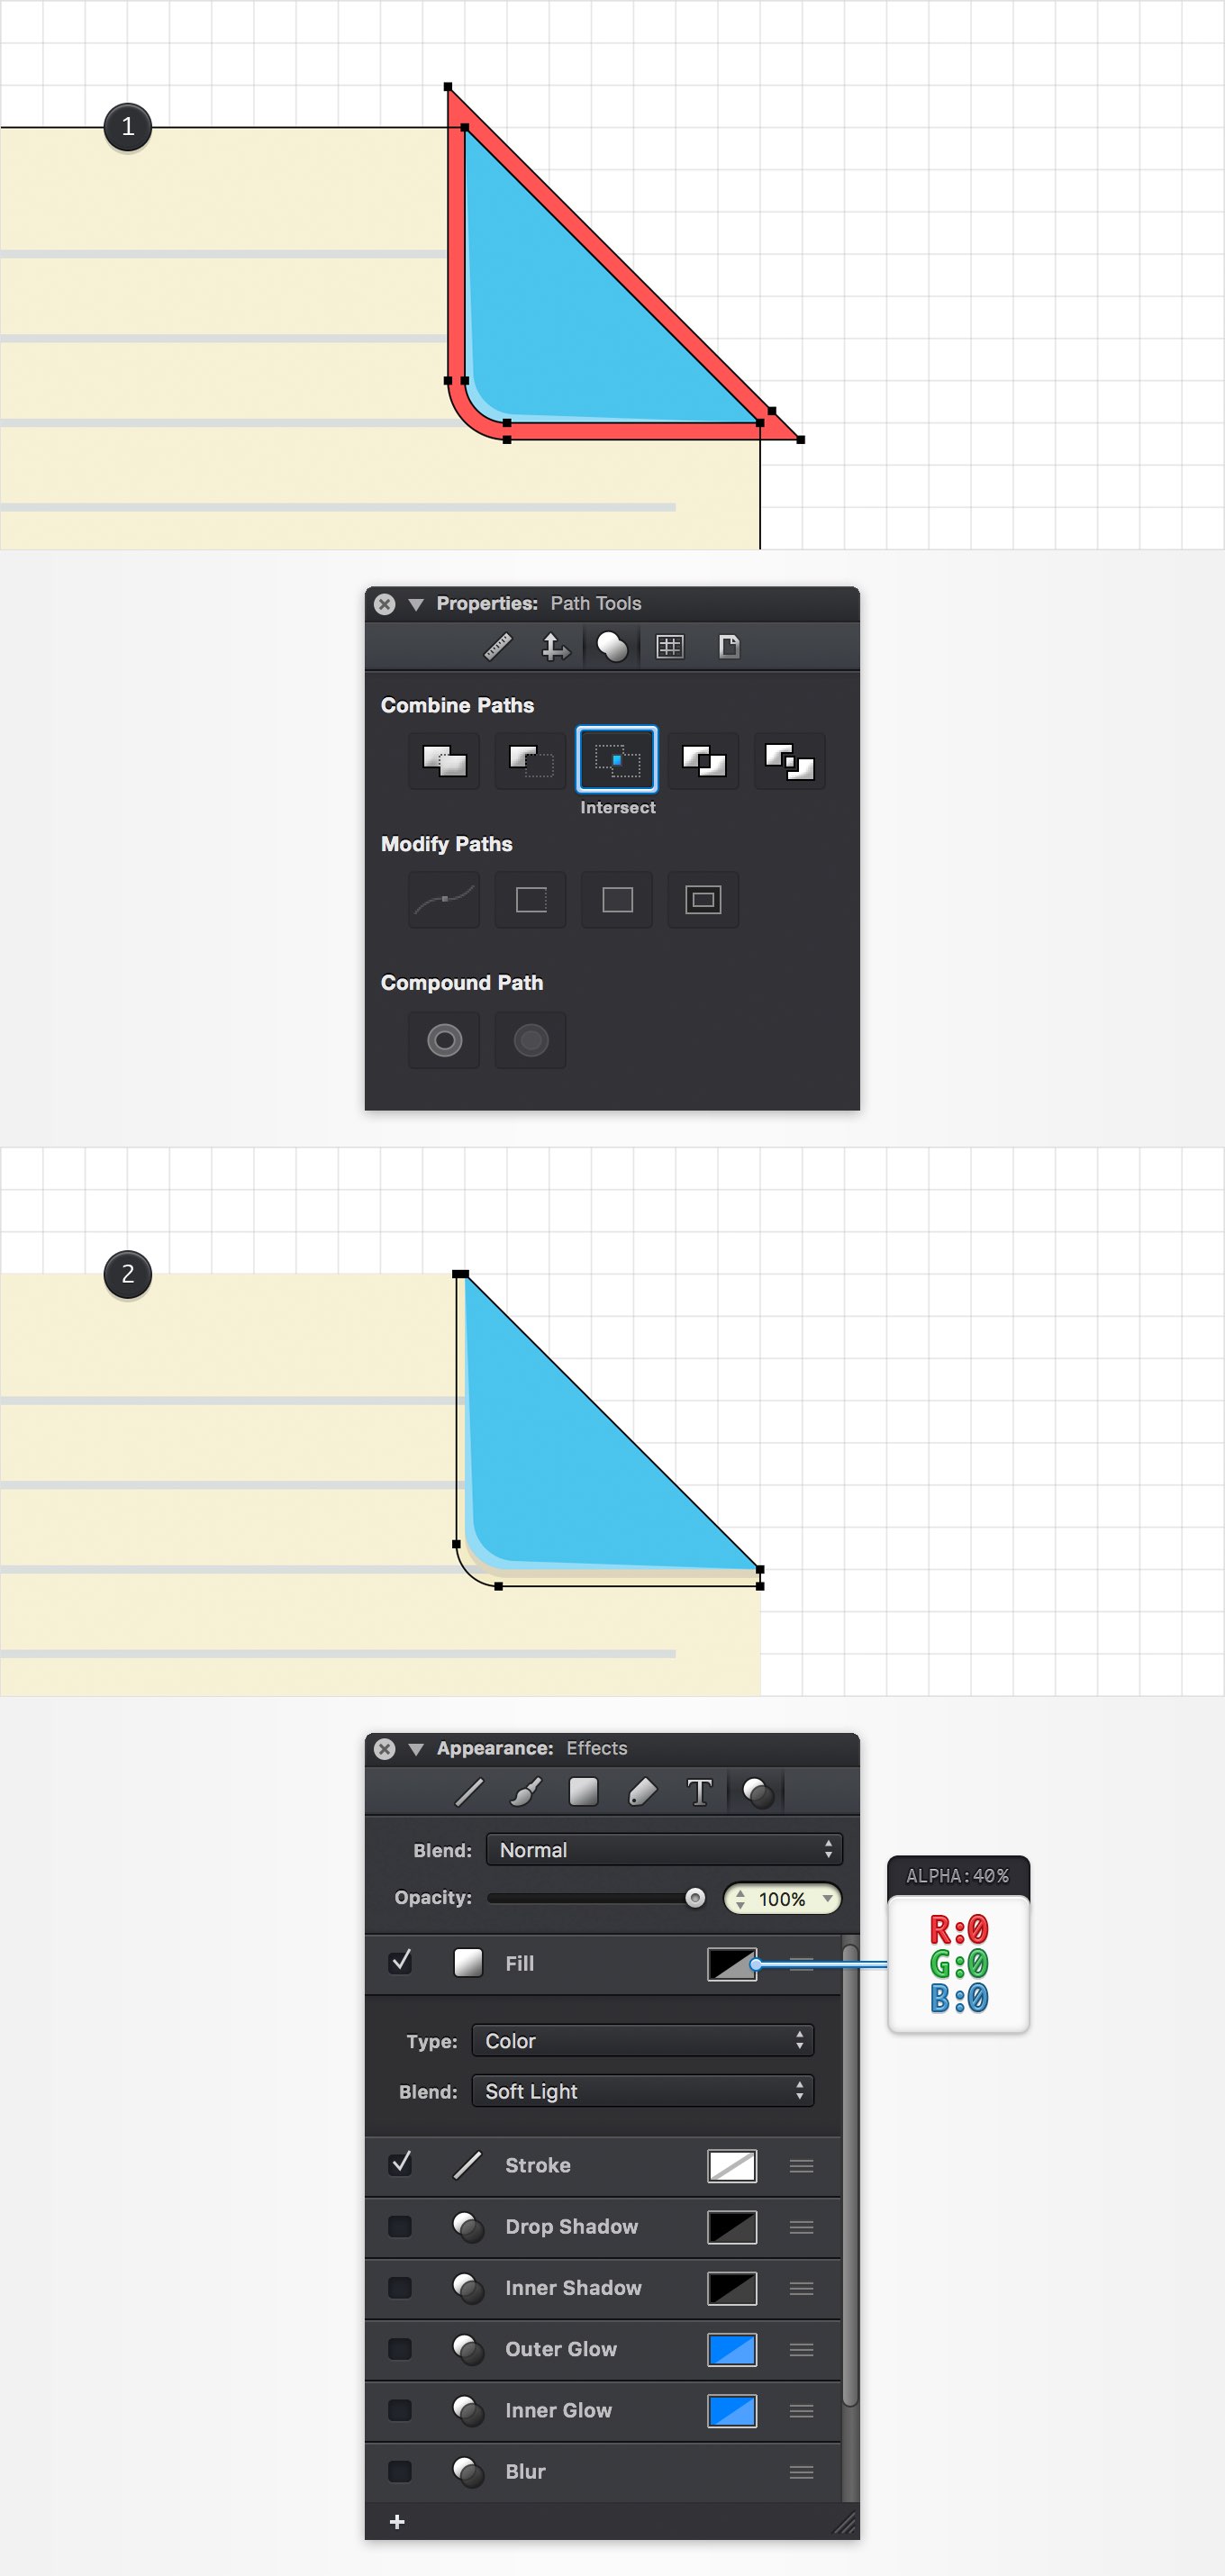 1
Properties: Path Tools
Combine Paths
Intersect
Modify Paths
Compound Path
2
Appearance: Effects
T
Blend: Normal
Opacity: 100%
ALPHA:40%
R:0
G:0
B:0
Fill
Type: Color
Blend: Soft Light
Stroke
Drop Shadow
Inner Shadow
Outer Glow
Inner Glow
Blur
+